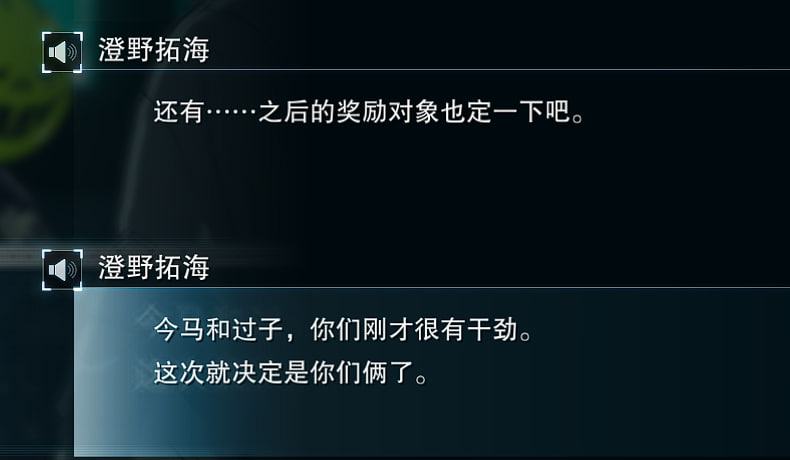 澄野拓海
还有……之后的奖励对象也定一下吧。
澄野拓海
今马和过子，你们刚才很有干劲。
这次就决定是你们俩了。